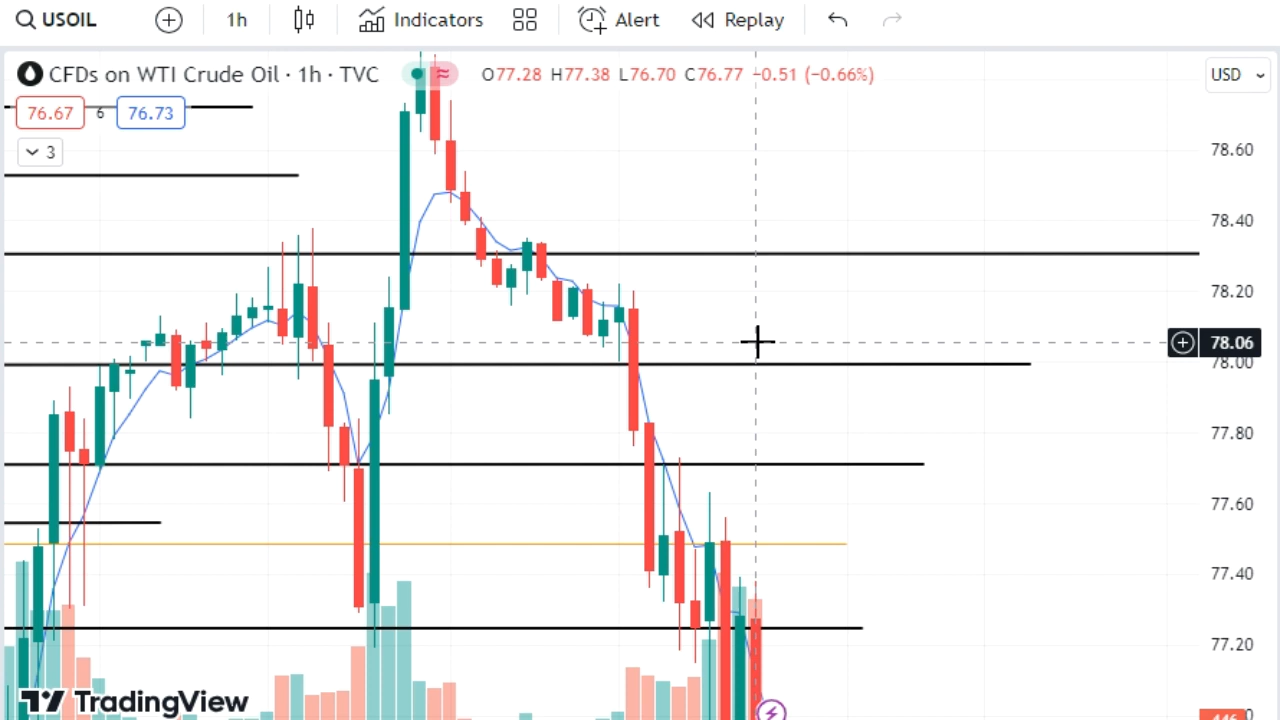 USOIL 1h Indicators Alert Replay
CFDs on WTI Crude Oil · 1h · TVC O77.28 H77.38 L76.70 C76.77 −0.51 (−0.66%) USD
76.67 6 76.73
3
78.60
78.40
78.20
78.06
78.00
77.80
77.60
77.40
77.20
TradingView